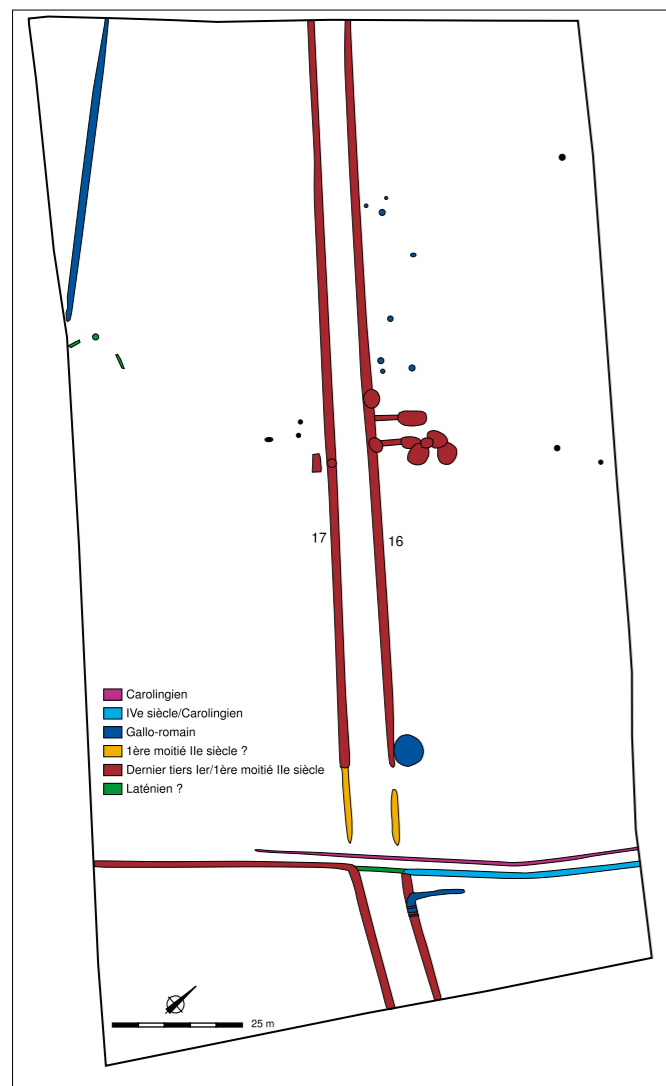 17
16
Carolingien
IVe siècle/Carolingien
Gallo-romain
1ère moitié IIe siècle ?
Dernier tiers Ier/1ère moitié IIe siècle
Laténien ?
25 m